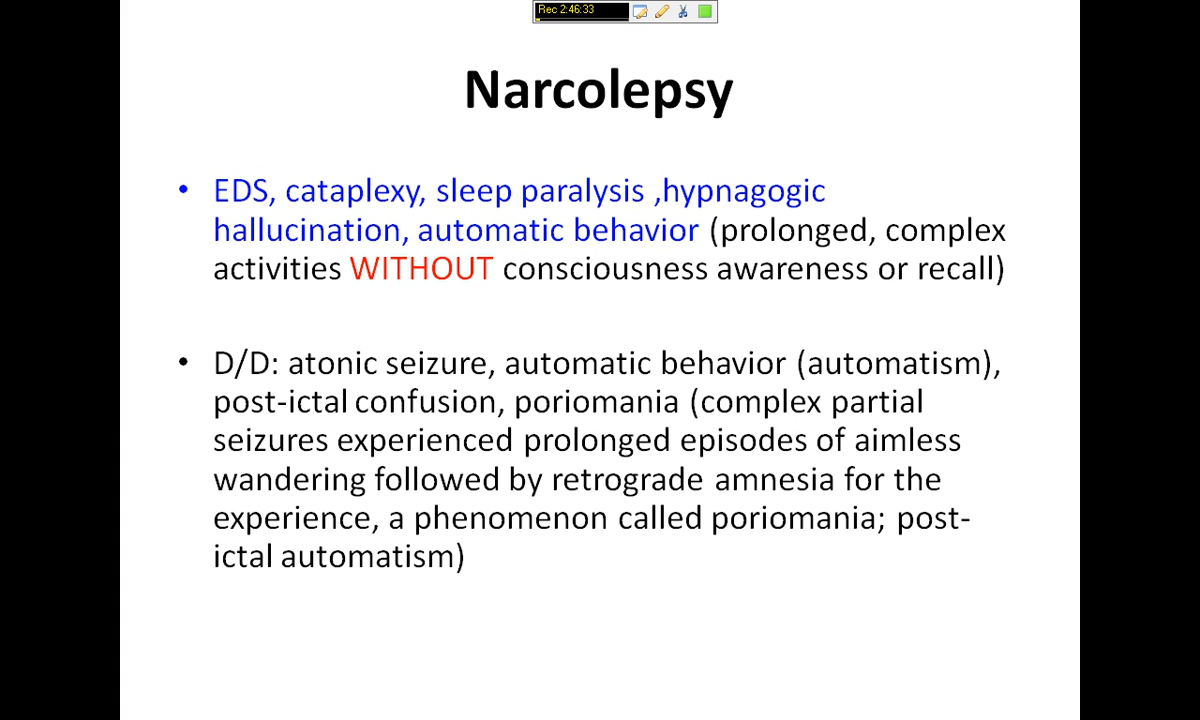 Rec 2:46:33
Narcolepsy
• EDS, cataplexy, sleep paralysis ,hypnagogic
hallucination, automatic behavior (prolonged, complex
activities WITHOUT consciousness awareness or recall)
• D/D: atonic seizure, automatic behavior (automatism),
post-ictal confusion, poriomania (complex partial
seizures experienced prolonged episodes of aimless
wandering followed by retrograde amnesia for the
experience, a phenomenon called poriomania; post-
ictal automatism)